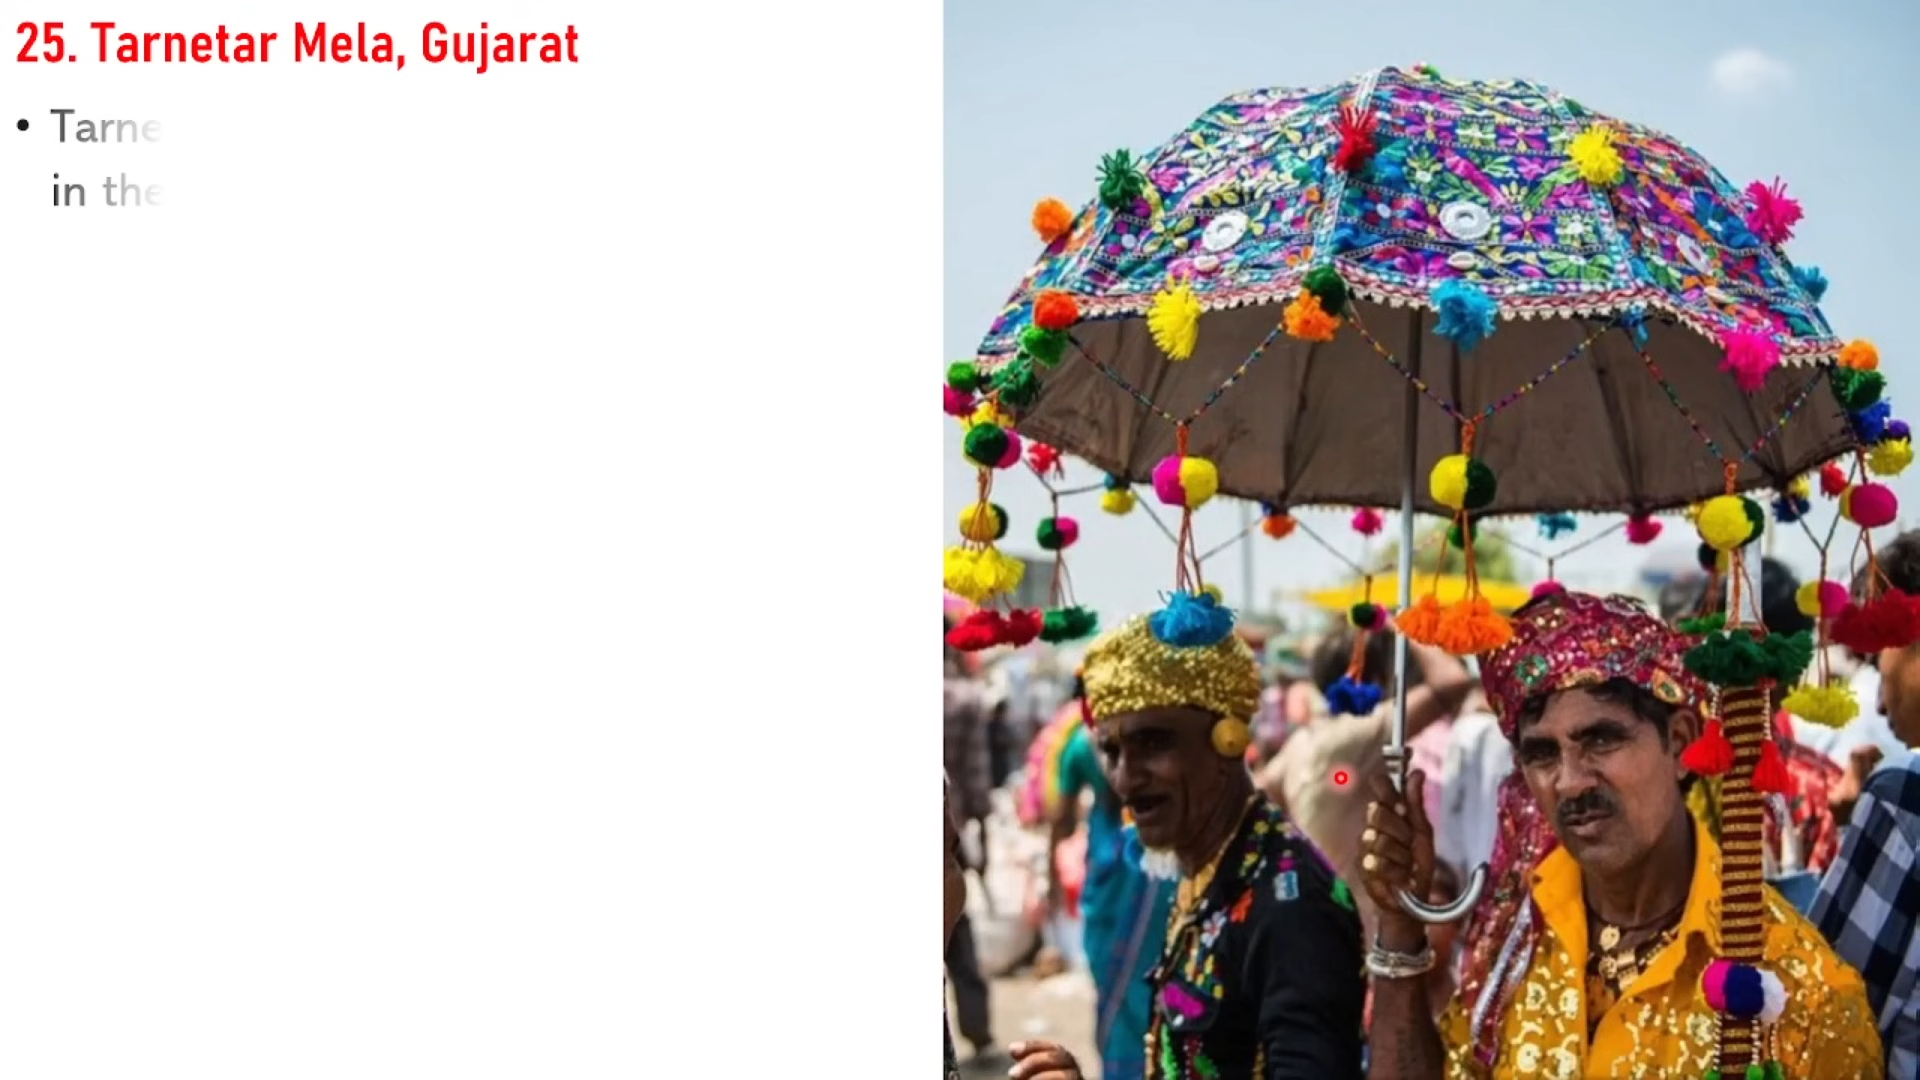 25. Tarnetar Mela, Gujarat
• Tarne
in the